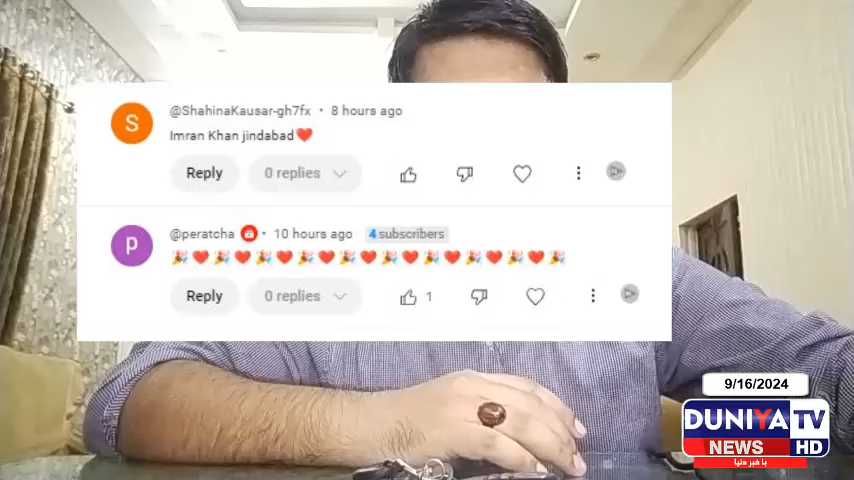 @ShahinaKausar-gh7fx • 8 hours ago
S
Imran Khan jindabad❤️
Reply 0 replies
@peratcha • 10 hours ago 4 subscribers
p
🎉❤️🎉❤️🎉❤️🎉❤️🎉❤️🎉❤️🎉❤️🎉❤️🎉❤️🎉
Reply 0 replies 1
9/16/2024
DUNIYA TV
NEWS HD
با خبر دنیا